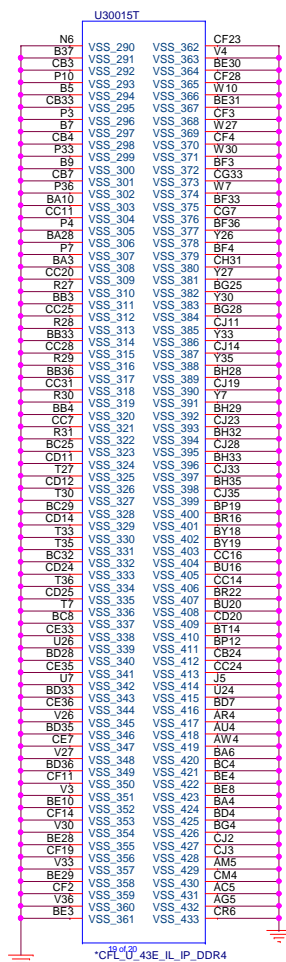 U30015T
N6 VSS_290 VSS_362 CF23
B37 VSS_291 VSS_363 V4
CB3 VSS_292 VSS_364 BE30
P10 VSS_293 VSS_365 CF28
B5 VSS_294 VSS_366 W10
CB33 VSS_295 VSS_367 BE31
P3 VSS_296 VSS_368 CF3
B7 VSS_297 VSS_369 W27
CB4 VSS_298 VSS_370 CF4
P33 VSS_299 VSS_371 W30
B9 VSS_300 VSS_372 BF3
CB7 VSS_301 VSS_373 CG33
P36 VSS_302 VSS_374 W7
BA10 VSS_303 VSS_375 BF33
CC11 VSS_304 VSS_376 CG7
P4 VSS_305 VSS_377 BF36
BA28 VSS_306 VSS_378 Y26
P7 VSS_307 VSS_379 BF4
BA3 VSS_308 VSS_380 CH31
CC20 VSS_309 VSS_381 Y27
R27 VSS_310 VSS_382 BG25
BB3 VSS_311 VSS_383 Y30
CC25 VSS_312 VSS_384 BG28
R28 VSS_313 VSS_385 CJ11
BB33 VSS_314 VSS_386 Y33
CC28 VSS_315 VSS_387 CJ14
R29 VSS_316 VSS_388 Y35
BB36 VSS_317 VSS_389 BH28
CC31 VSS_318 VSS_390 CJ19
R30 VSS_319 VSS_391 Y7
BB4 VSS_320 VSS_392 BH29
CC7 VSS_321 VSS_393 CJ23
R31 VSS_322 VSS_394 BH32
BC25 VSS_323 VSS_395 CJ28
CD11 VSS_324 VSS_396 BH33
T27 VSS_325 VSS_397 CJ33
CD12 VSS_326 VSS_398 BH35
T30 VSS_327 VSS_399 CJ35
BC29 VSS_328 VSS_400 BP19
CD14 VSS_329 VSS_401 BR16
T33 VSS_330 VSS_402 BY18
T35 VSS_331 VSS_403 BY19
BC32 VSS_332 VSS_404 CC16
CD24 VSS_333 VSS_405 BU16
T36 VSS_334 VSS_406 CC14
CD25 VSS_335 VSS_407 BR22
T7 VSS_336 VSS_408 BU20
BC8 VSS_337 VSS_409 CD20
CE33 VSS_338 VSS_410 BT14
U26 VSS_339 VSS_411 BP12
BD28 VSS_340 VSS_412 CB24
CE35 VSS_341 VSS_413 CC24
U7 VSS_342 VSS_414 J5
BD33 VSS_343 VSS_415 U24
CE36 VSS_344 VSS_416 BD7
V26 VSS_345 VSS_417 AR4
BD35 VSS_346 VSS_418 AU4
CE7 VSS_347 VSS_419 AW4
V27 VSS_348 VSS_420 BA6
BD36 VSS_349 VSS_421 BC4
CF11 VSS_350 VSS_422 BE4
V3 VSS_351 VSS_423 BE8
BE10 VSS_352 VSS_424 BA4
CF14 VSS_353 VSS_425 BD4
V30 VSS_354 VSS_426 BG4
BE28 VSS_355 VSS_427 CJ2
CF19 VSS_356 VSS_428 CJ3
V33 VSS_357 VSS_429 AM5
BE29 VSS_358 VSS_430 CM4
CF2 VSS_359 VSS_431 AC5
V36 VSS_360 VSS_432 AG5
BE3 VSS_361 VSS_433 CR6
19 of 20
*CFL_U_43E_IL_IP_DDR4